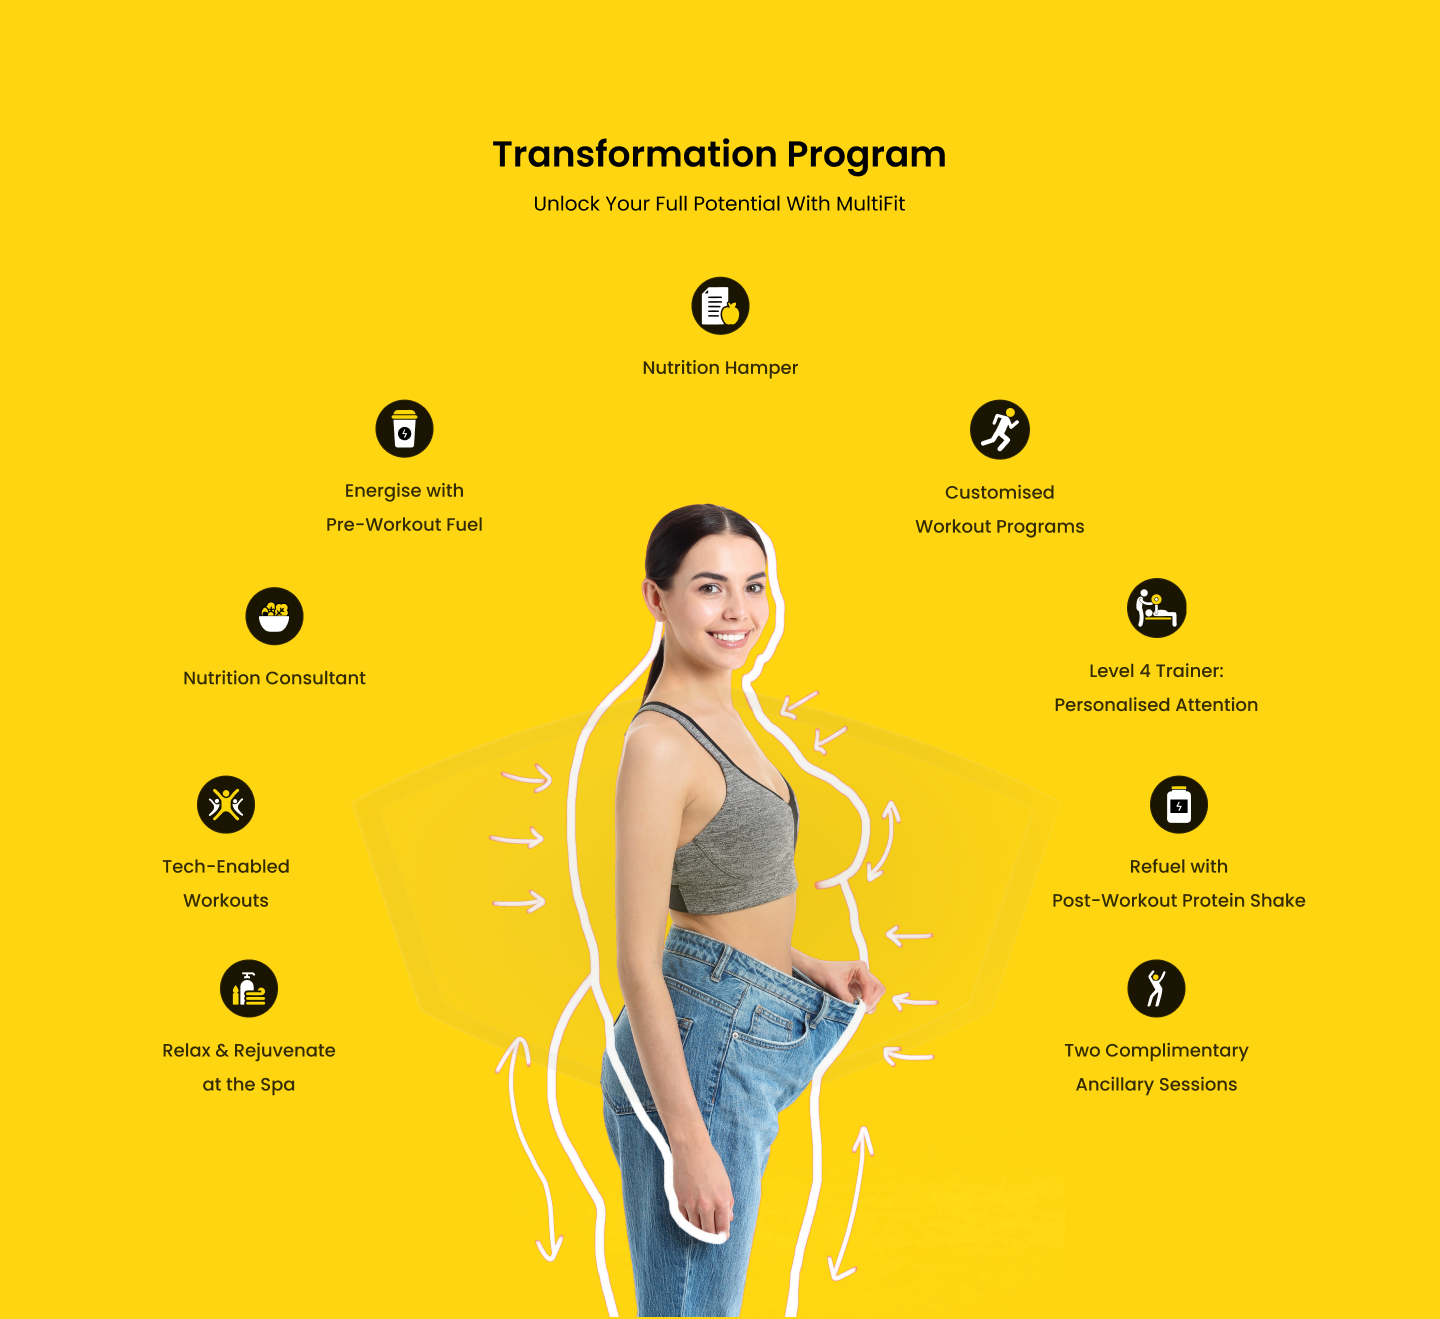 Transformation Program
Unlock Your Full Potential With MultiFit
Nutrition Hamper
Energise with
Pre-Workout Fuel
Customised
Workout Programs
Nutrition Consultant
Level 4 Trainer:
Personalised Attention
Tech-Enabled
Workouts
Refuel with
Post-Workout Protein Shake
Relax & Rejuvenate
at the Spa
Two Complimentary
Ancillary Sessions